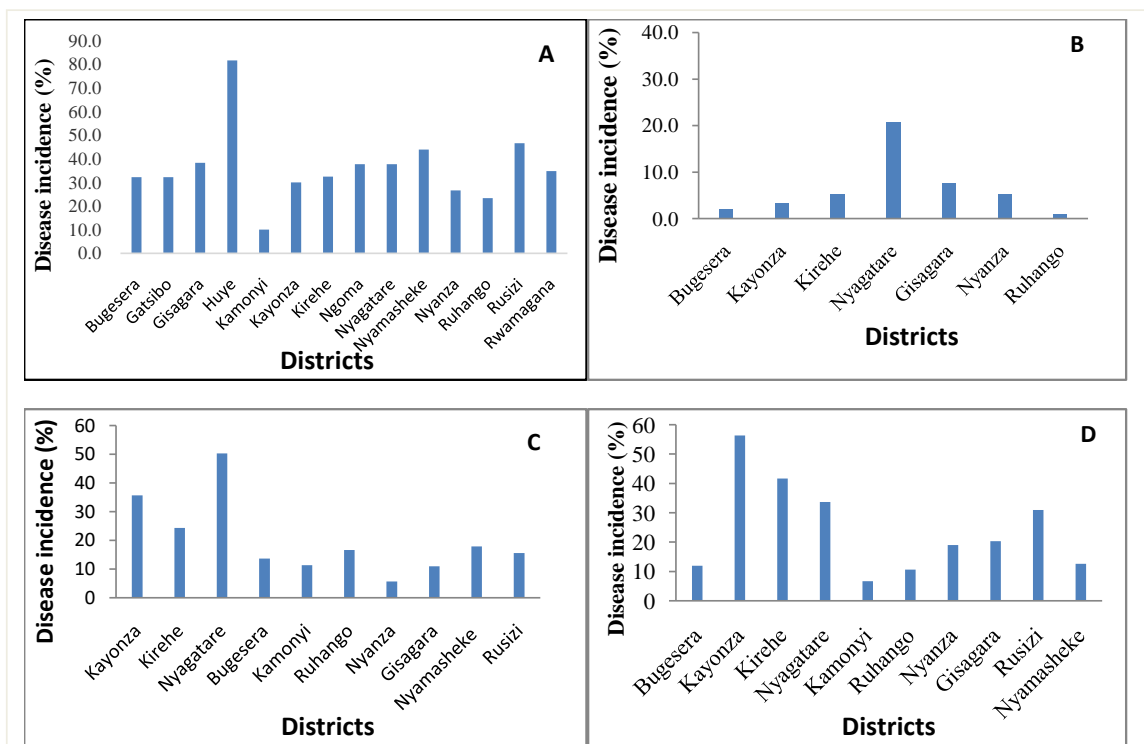 A
Disease incidence (%)
90.0
80.0
70.0
60.0
50.0
40.0
30.0
20.0
10.0
0.0
Bugesera
Gatsibo
Gisagara
Huye
Kamonyi
Kayonza
Kirehe
Ngoma
Nyagatare
Nyamasheke
Nyanza
Ruhango
Rusizi
Rwamagana
Districts
B
Disease incidence (%)
40.0
30.0
20.0
10.0
0.0
Bugesera
Kayonza
Kirehe
Nyagatare
Gisagara
Nyanza
Ruhango
Districts
C
Disease incidence (%)
60
50
40
30
20
10
0
Kayonza
Kirehe
Nyagatare
Bugesera
Kamonyi
Ruhango
Nyanza
Gisagara
Nyamasheke
Rusizi
Districts
D
Disease incidence (%)
60
50
40
30
20
10
0
Bugesera
Kayonza
Kirehe
Nyagatare
Kamonyi
Ruhango
Nyanza
Gisagara
Rusizi
Nyamasheke
Districts